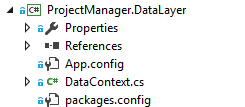 C# ProjectManager.DataLayer
Properties
References
App.config
C# DataContext.cs
packages.config